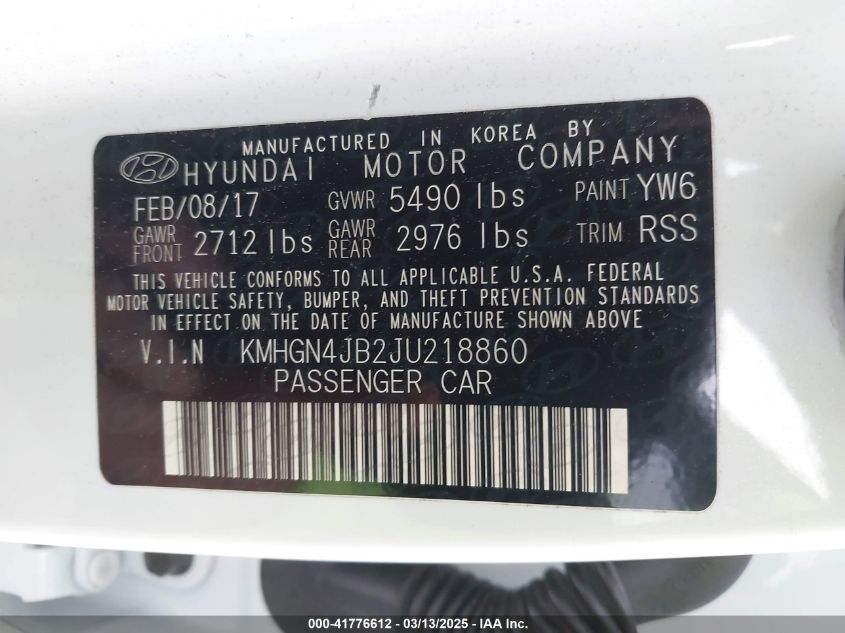 MANUFACTURED IN KOREA BY
HYUNDAI MOTOR COMPANY
FEB/08/17 GVWR 5490 lbs PAINT YW6
GAWR FRONT 2712 lbs GAWR REAR 2976 lbs TRIM RSS
THIS VEHICLE CONFORMS TO ALL APPLICABLE U.S.A. FEDERAL
MOTOR VEHICLE SAFETY, BUMPER, AND THEFT PREVENTION STANDARDS
IN EFFECT ON THE DATE OF MANUFACTURE SHOWN ABOVE
V.I.N KMHGN4JB2JU218860
PASSENGER CAR
000-41776612 - 03/13/2025 - IAA, Inc.